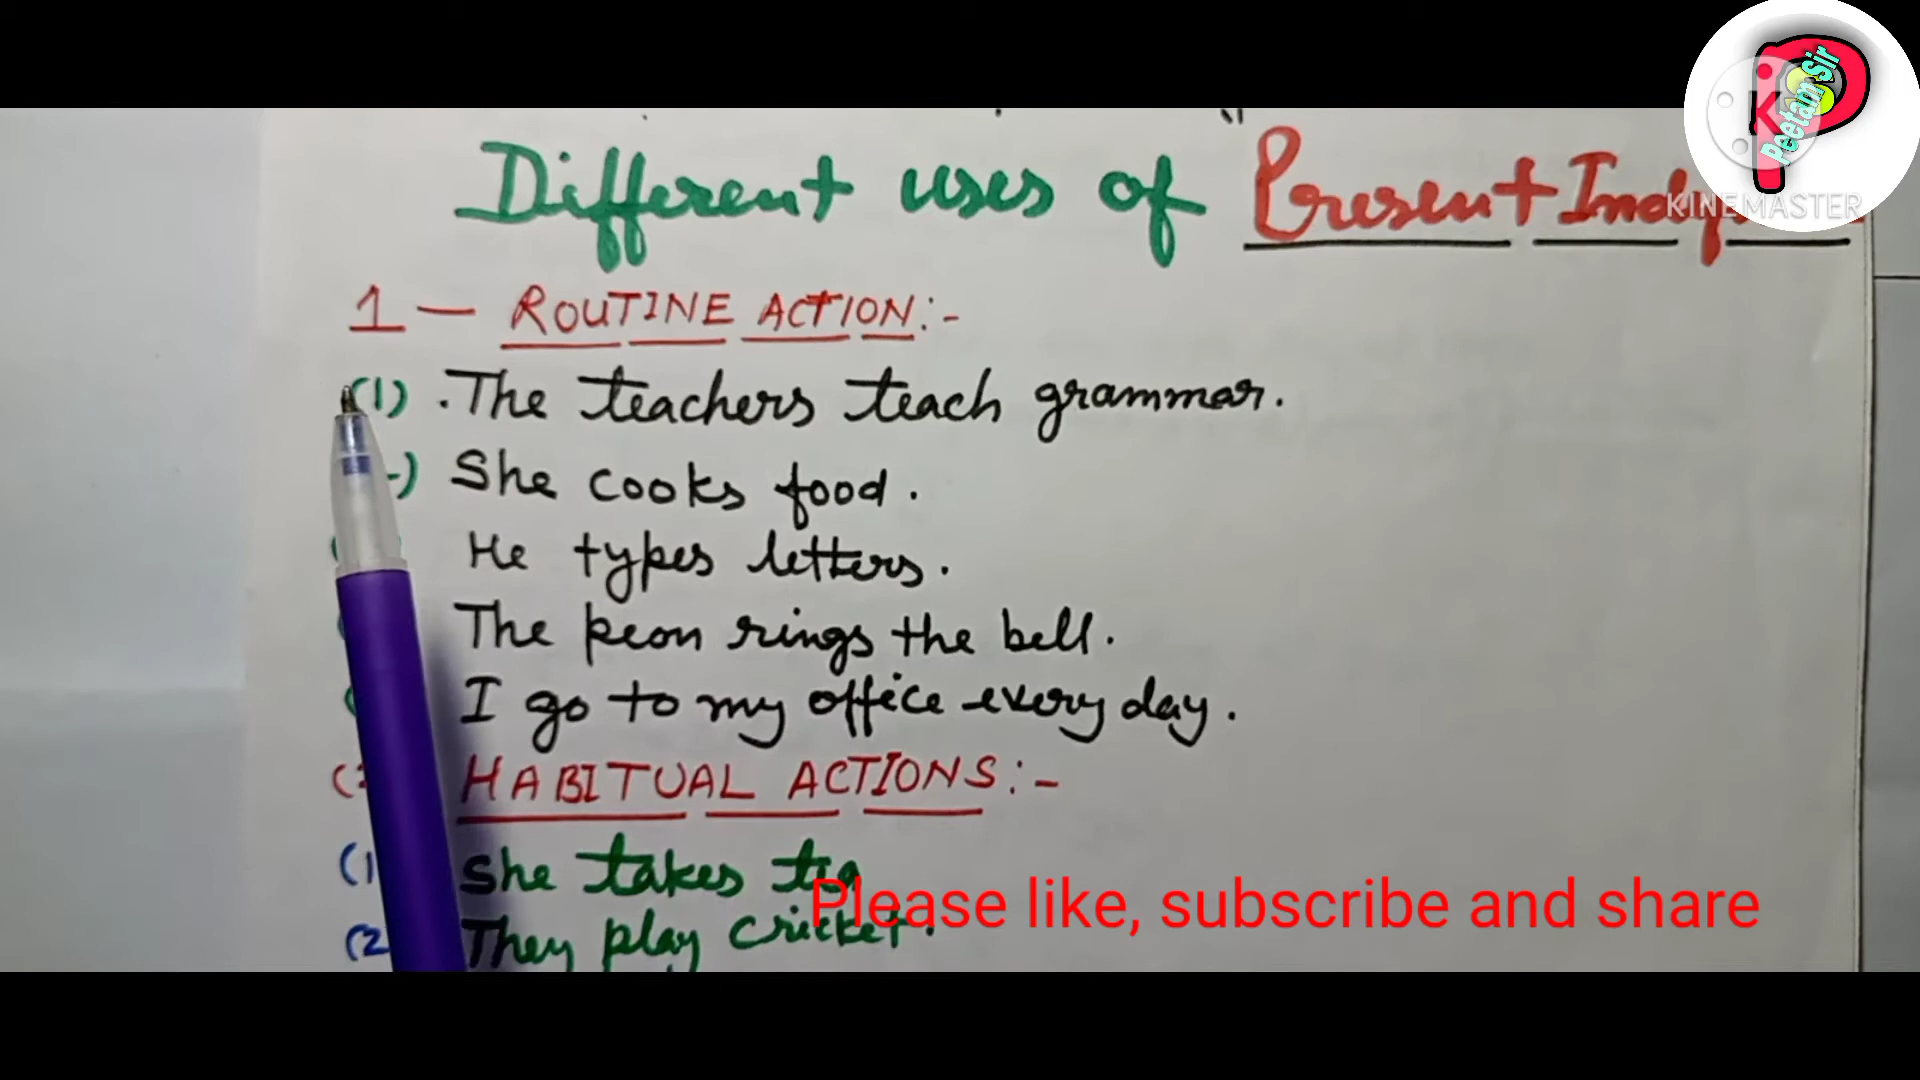 Different uses of Present Indef
1 — ROUTINE ACTION:-
(1) The teachers teach grammar.
She cooks food.
He types letters.
The peon rings the bell.
I go to my office every day.
HABITUAL ACTIONS:-
(1 She takes tea
(2 They play cricket.
Please like, subscribe and share
Peetam Sir
KINEMASTER